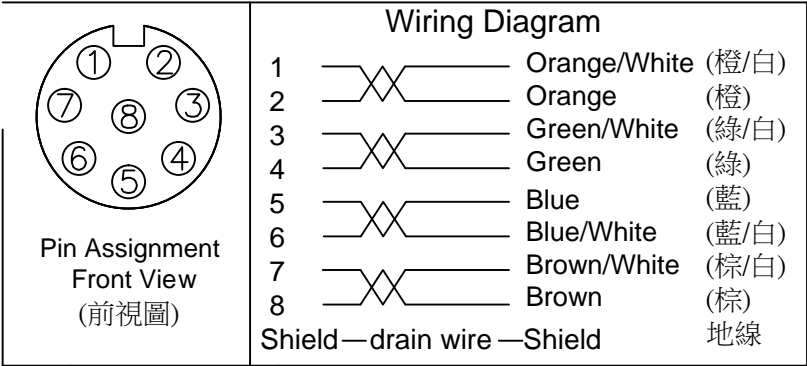 ① ②
⑦ ⑧ ③
⑥ ④
⑤
Pin Assignment
Front View
(前視圖)
Wiring Diagram
1 Orange/White (橙/白)
2 Orange (橙)
3 Green/White (綠/白)
4 Green (綠)
5 Blue (藍)
6 Blue/White (藍/白)
7 Brown/White (棕/白)
8 Brown (棕)
Shield—drain wire—Shield 地線